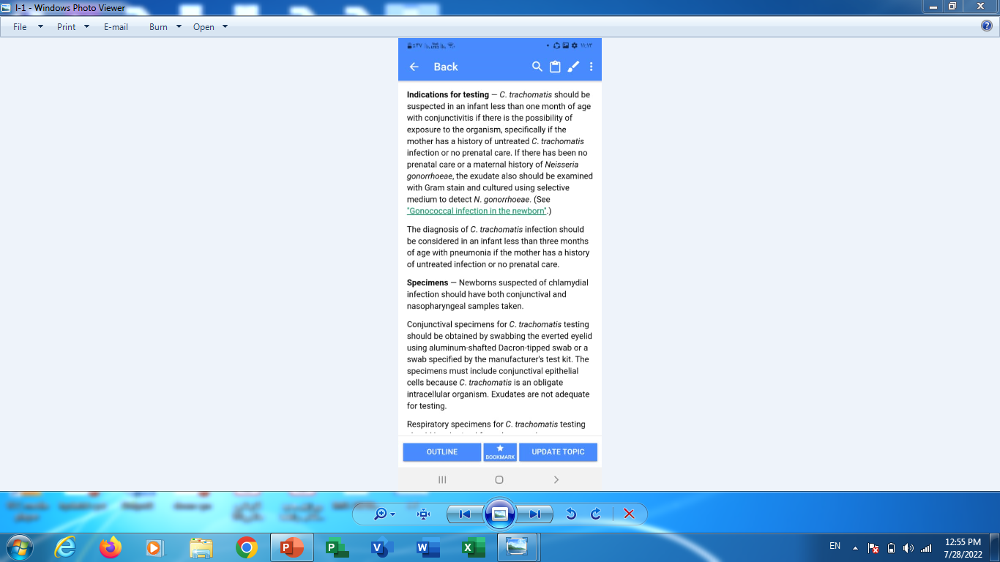 I-1 - Windows Photo Viewer
File Print E-mail Burn Open
Back
Indications for testing — C. trachomatis should be
suspected in an infant less than one month of age
with conjunctivitis if there is the possibility of
exposure to the organism, specifically if the
mother has a history of untreated C. trachomatis
infection or no prenatal care. If there has been no
prenatal care or a maternal history of Neisseria
gonorrhoeae, the exudate also should be examined
with Gram stain and cultured using selective
medium to detect N. gonorrhoeae. (See
"Gonococcal infection in the newborn".)
The diagnosis of C. trachomatis infection should
be considered in an infant less than three months
of age with pneumonia if the mother has a history
of untreated infection or no prenatal care.
Specimens — Newborns suspected of chlamydial
infection should have both conjunctival and
nasopharyngeal samples taken.
Conjunctival specimens for C. trachomatis testing
should be obtained by swabbing the everted eyelid
using aluminum-shafted Dacron-tipped swab or a
swab specified by the manufacturer's test kit. The
specimens must include conjunctival epithelial
cells because C. trachomatis is an obligate
intracellular organism. Exudates are not adequate
for testing.
Respiratory specimens for C. trachomatis testing
OUTLINE BOOKMARK UPDATE TOPIC
EN
12:55 PM
7/28/2022